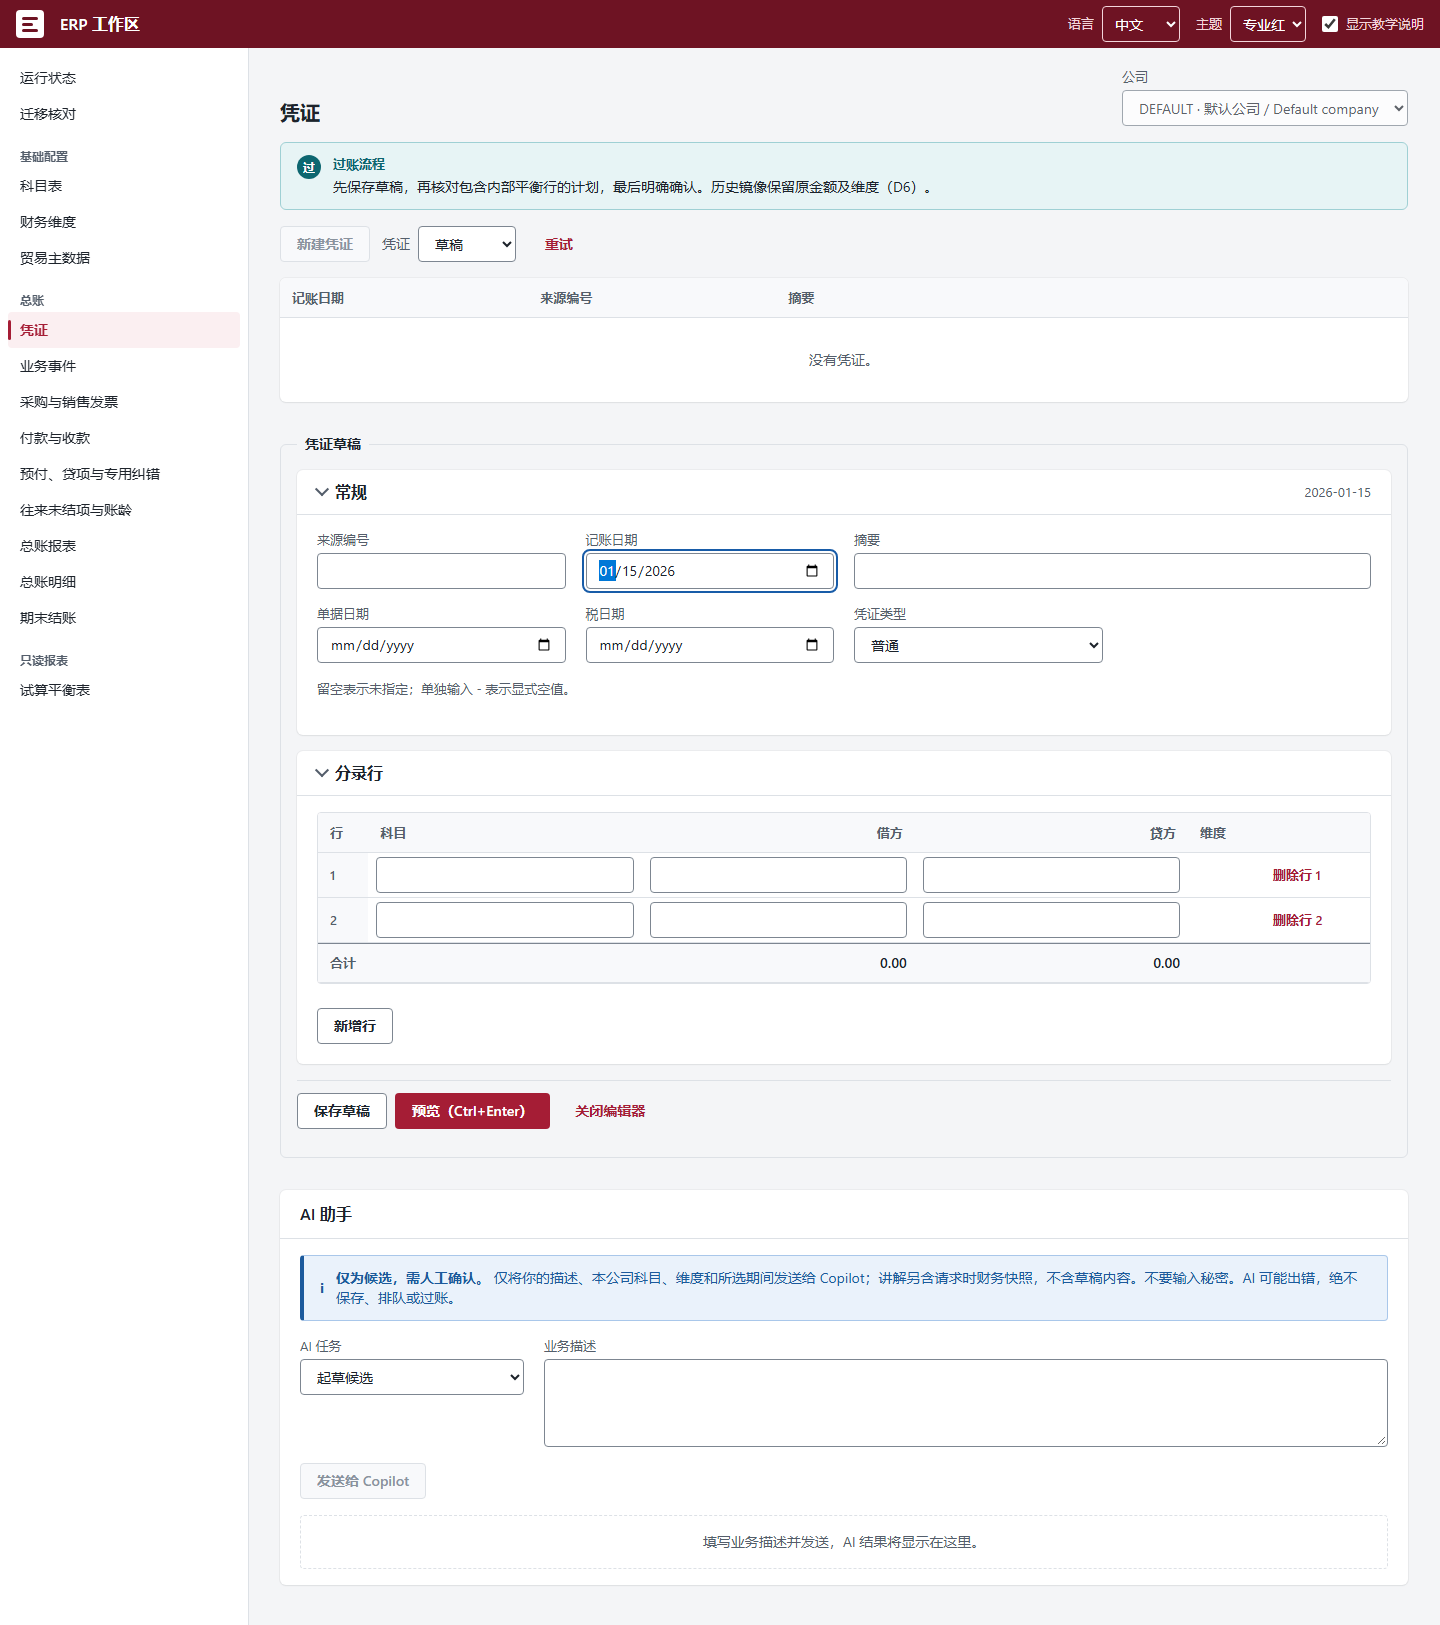 ERP 工作区
语言 中文 主题 专业红 显示教学说明
运行状态
迁移核对
基础配置
科目表
财务维度
贸易主数据
总账
凭证
业务事件
采购与销售发票
付款与收款
预付、贷项与专用纠错
往来未结项与账龄
总账报表
总账明细
期末结账
只读报表
试算平衡表
公司
凭证
DEFAULT · 默认公司 / Default company
过 过账流程
先保存草稿，再核对包含内部平衡行的计划，最后明确确认。历史镜像保留原金额及维度（D6）。
新建凭证 凭证 草稿 重试
记账日期 来源编号 摘要
没有凭证。
凭证草稿
常规 2026-01-15
来源编号 记账日期 摘要
01/15/2026
单据日期 税日期 凭证类型
mm/dd/yyyy mm/dd/yyyy 普通
留空表示未指定；单独输入 - 表示显式空值。
分录行
行 科目 借方 贷方 维度
1 删除行 1
2 删除行 2
合计 0.00 0.00
新增行
保存草稿 预览（Ctrl+Enter） 关闭编辑器
AI 助手
i 仅为候选，需人工确认。 仅将你的描述、本公司科目、维度和所选期间发送给 Copilot；讲解另含请求时财务快照，不含草稿内容。不要输入秘密。AI 可能出错，绝不
保存、排队或过账。
AI 任务 业务描述
起草候选
发送给 Copilot
填写业务描述并发送，AI 结果将显示在这里。